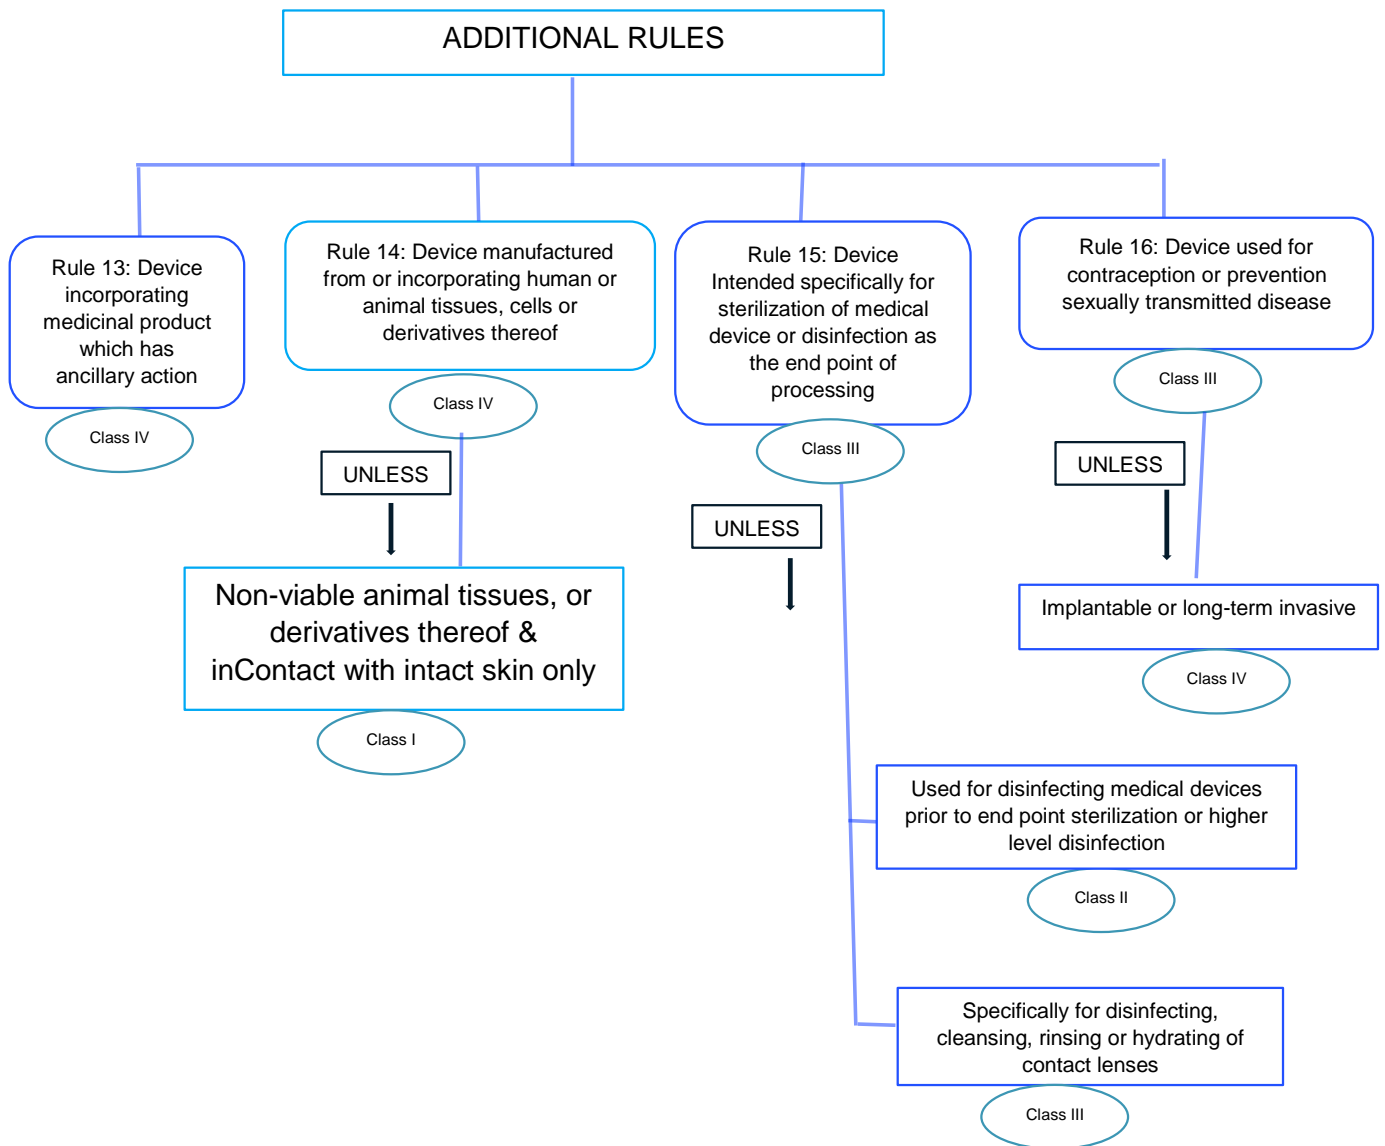 ADDITIONAL RULES
Rule 13: Device
incorporating
medicinal product
which has
ancillary action
Class IV
Rule 14: Device manufactured
from or incorporating human or
animal tissues, cells or
derivatives thereof
Class IV
UNLESS
Non-viable animal tissues, or
derivatives thereof &
inContact with intact skin only
Class I
Rule 15: Device
Intended specifically for
sterilization of medical
device or disinfection as
the end point of
processing
Class III
UNLESS
Used for disinfecting medical devices
prior to end point sterilization or higher
level disinfection
Class II
Specifically for disinfecting,
cleansing, rinsing or hydrating of
contact lenses
Class III
Rule 16: Device used for
contraception or prevention
sexually transmitted disease
Class III
UNLESS
Implantable or long-term invasive
Class IV